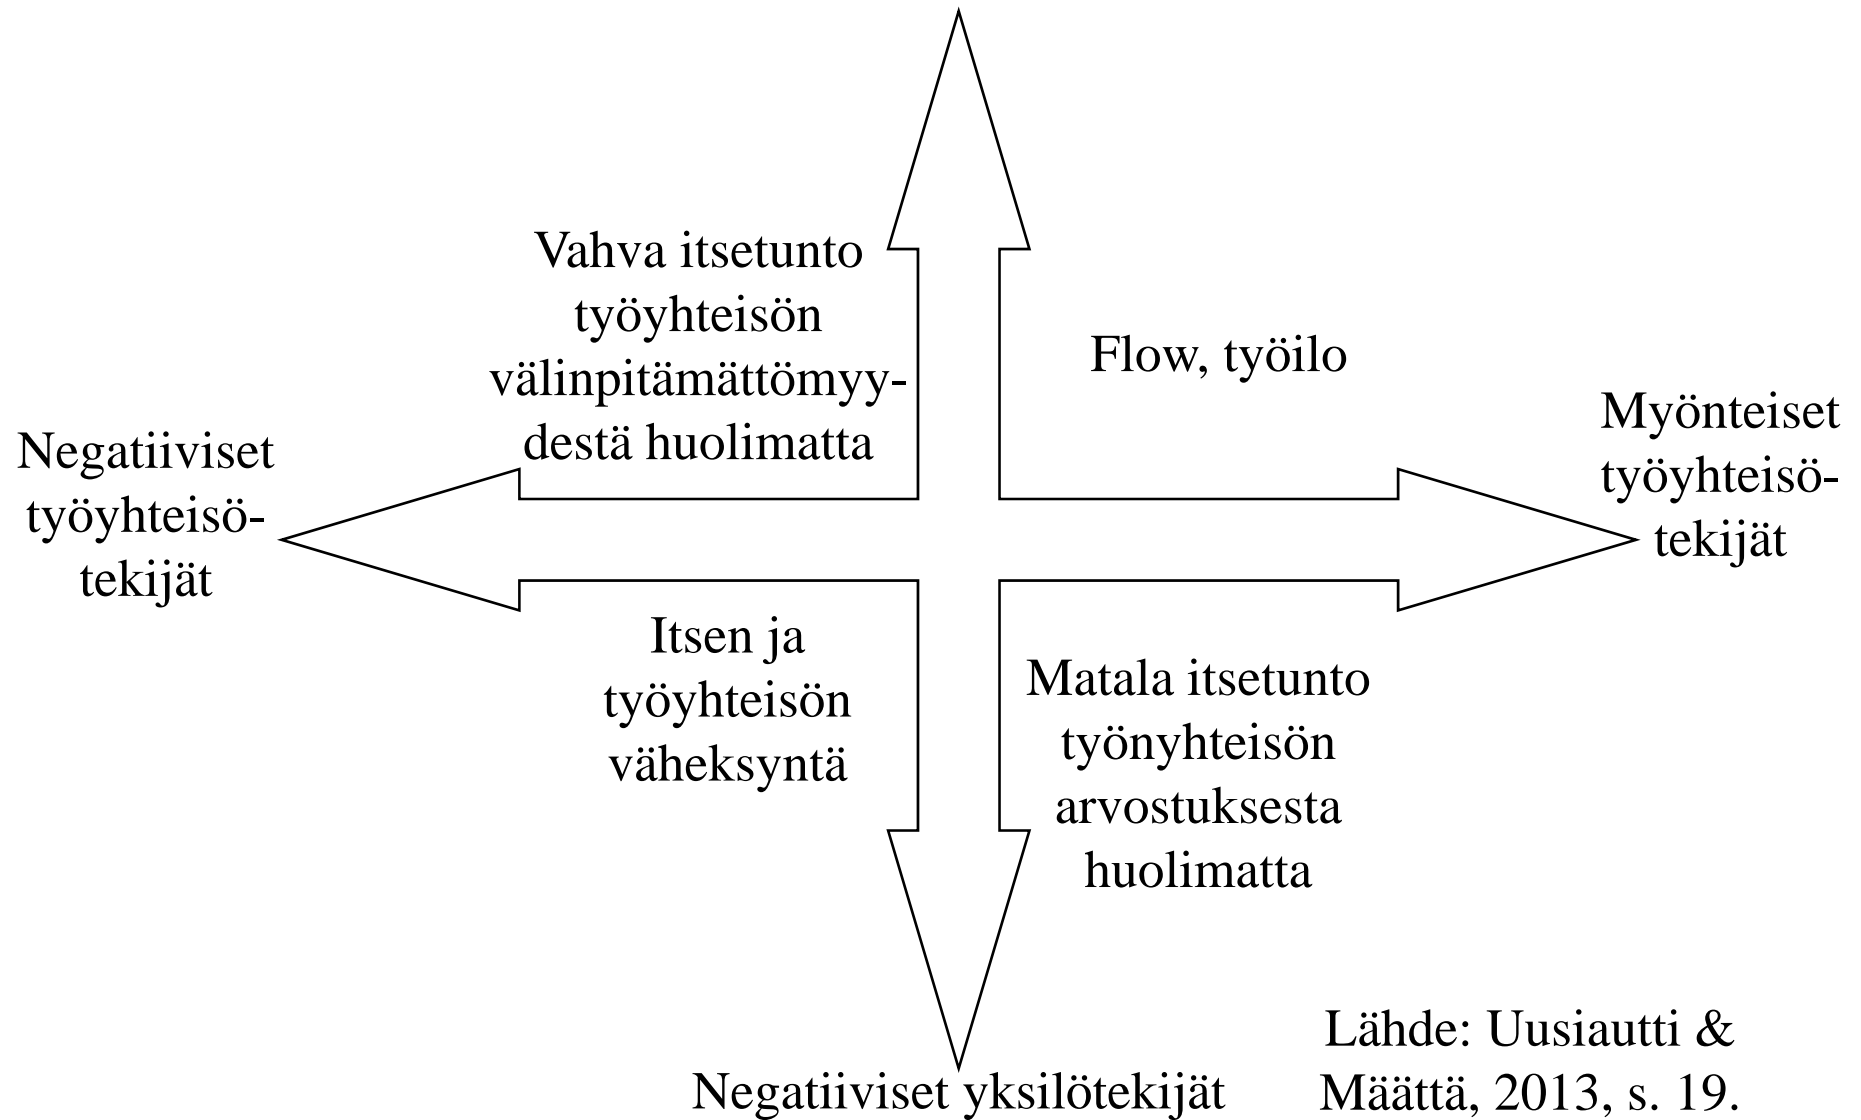 Vahva itsetunto
työyhteisön
välinpitämättömyy-
destä huolimatta
Flow, työilo
Negatiiviset
työyhteisö-
tekijät
Myönteiset
työyhteisö-
tekijät
Itsen ja
työyhteisön
väheksyntä
Matala itsetunto
työnyhteisön
arvostuksesta
huolimatta
Negatiiviset yksilötekijät
Lähde: Uusiautti &
Määttä, 2013, s. 19.